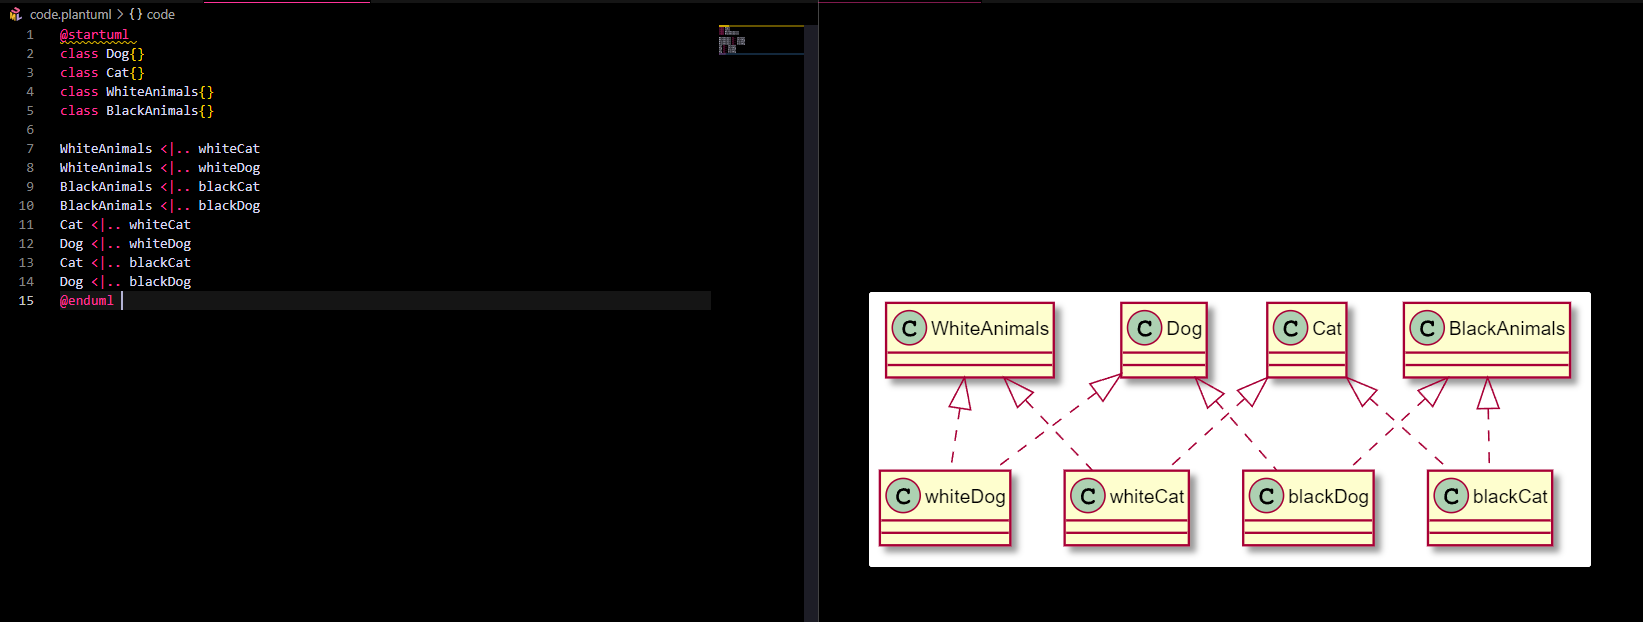 code.plantuml > {} code
1 @startuml
2 class Dog{}
3 class Cat{}
4 class WhiteAnimals{}
5 class BlackAnimals{}
6
7 WhiteAnimals <|.. whiteCat
8 WhiteAnimals <|.. whiteDog
9 BlackAnimals <|.. blackCat
10 BlackAnimals <|.. blackDog
11 Cat <|.. whiteCat
12 Dog <|.. whiteDog
13 Cat <|.. blackCat
14 Dog <|.. blackDog
15 @enduml
C WhiteAnimals C Dog C Cat C BlackAnimals
C whiteDog C whiteCat C blackDog C blackCat